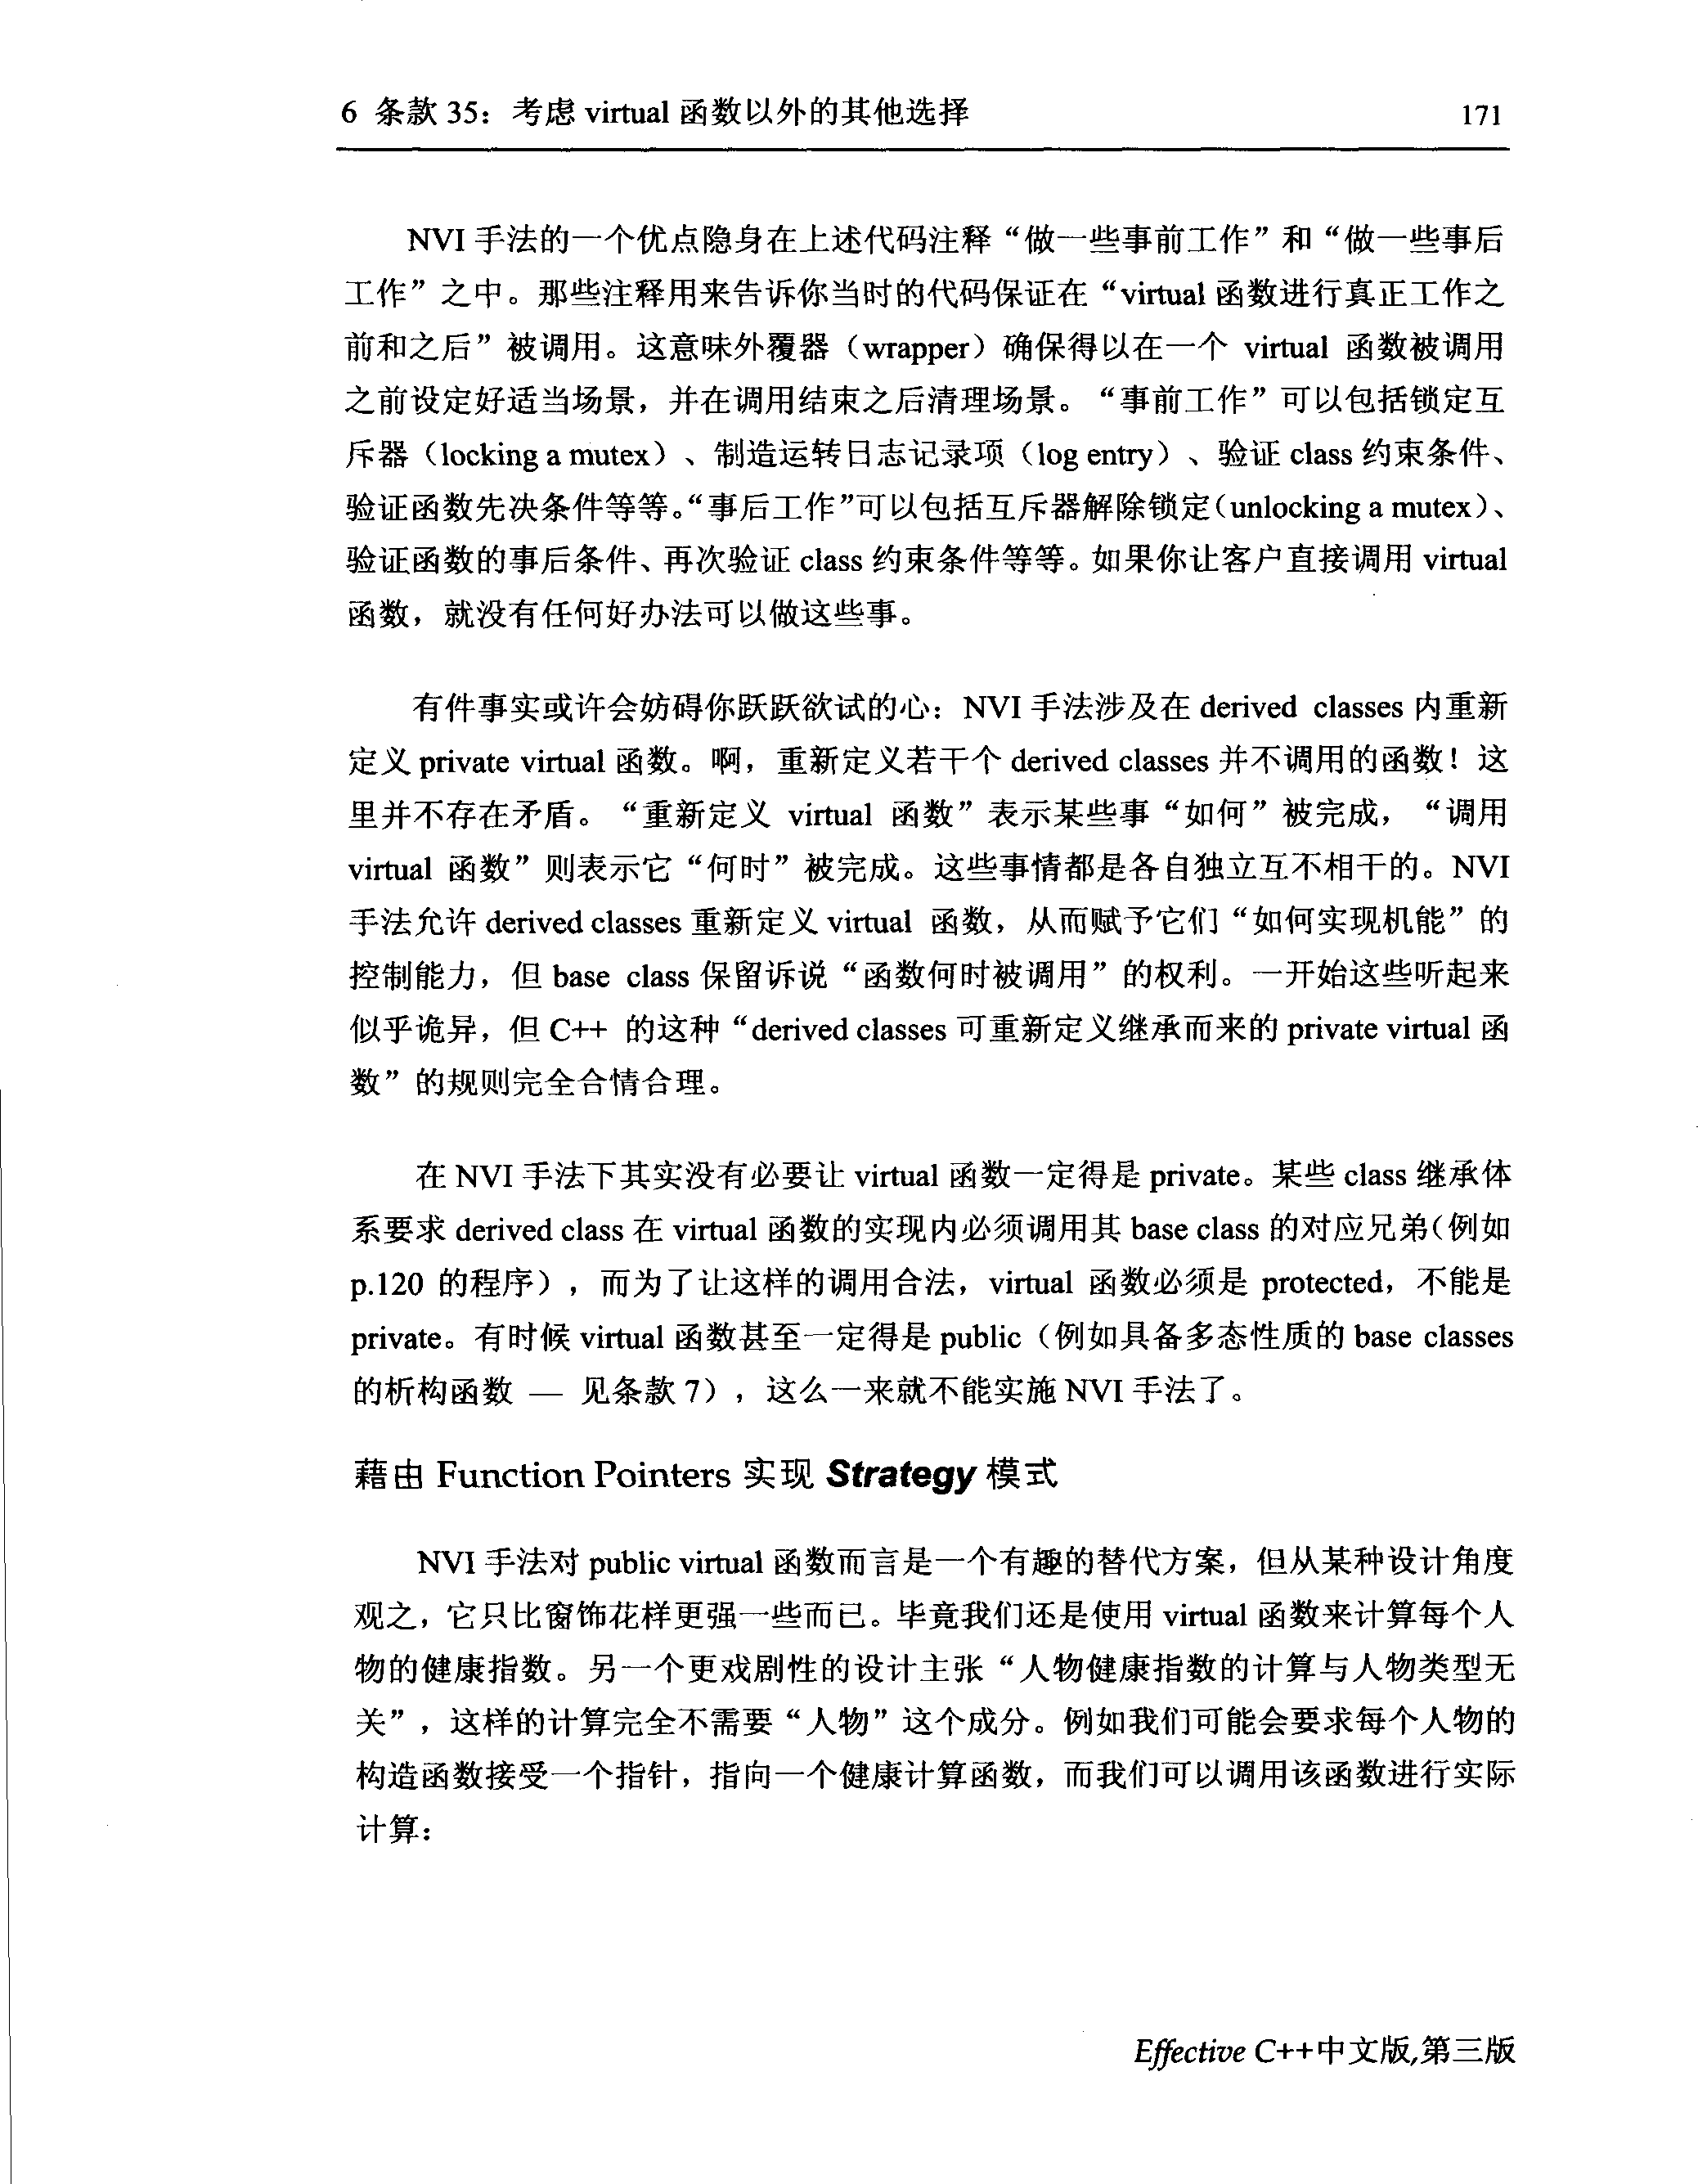 6 条款 35：考虑 virtual 函数以外的其他选择 171
NVI 手法的一个优点隐身在上述代码注释“做一些事前工作”和“做一些事后
工作”之中。那些注释用来告诉你当时的代码保证在“virtual 函数进行真正工作之
前和之后”被调用。这意味外覆器（wrapper）确保得以在一个 virtual 函数被调用
之前设定好适当场景，并在调用结束之后清理场景。“事前工作”可以包括锁定互
斥器（locking a mutex）、制造运转日志记录项（log entry）、验证 class 约束条件、
验证函数先决条件等等。“事后工作”可以包括互斥器解除锁定（unlocking a mutex）、
验证函数的事后条件、再次验证 class 约束条件等等。如果你让客户直接调用 virtual
函数，就没有任何好办法可以做这些事。
有件事实或许会妨碍你跃跃欲试的心：NVI 手法涉及在 derived classes 内重新
定义 private virtual 函数。啊，重新定义若干个 derived classes 并不调用的函数！这
里并不存在矛盾。“重新定义 virtual 函数”表示某些事“如何”被完成，“调用
virtual 函数”则表示它“何时”被完成。这些事情都是各自独立互不相干的。NVI
手法允许 derived classes 重新定义 virtual 函数，从而赋予它们“如何实现机能”的
控制能力，但 base class 保留诉说“函数何时被调用”的权利。一开始这些听起来
似乎诡异，但 C++ 的这种“derived classes 可重新定义继承而来的 private virtual 函
数”的规则完全合情合理。
在 NVI 手法下其实没有必要让 virtual 函数一定得是 private。某些 class 继承体
系要求 derived class 在 virtual 函数的实现内必须调用其 base class 的对应兄弟（例如
p.120 的程序），而为了让这样的调用合法，virtual 函数必须是 protected，不能是
private。有时候 virtual 函数甚至一定得是 public（例如具备多态性质的 base classes
的析构函数 — 见条款 7），这么一来就不能实施 NVI 手法了。
藉由 Function Pointers 实现 Strategy 模式
NVI 手法对 public virtual 函数而言是一个有趣的替代方案，但从某种设计角度
观之，它只比窗饰花样更强一些而已。毕竟我们还是使用 virtual 函数来计算每个人
物的健康指数。另一个更戏剧性的设计主张“人物健康指数的计算与人物类型无
关”，这样的计算完全不需要“人物”这个成分。例如我们可能会要求每个人物的
构造函数接受一个指针，指向一个健康计算函数，而我们可以调用该函数进行实际
计算：
Effective C++中文版,第三版